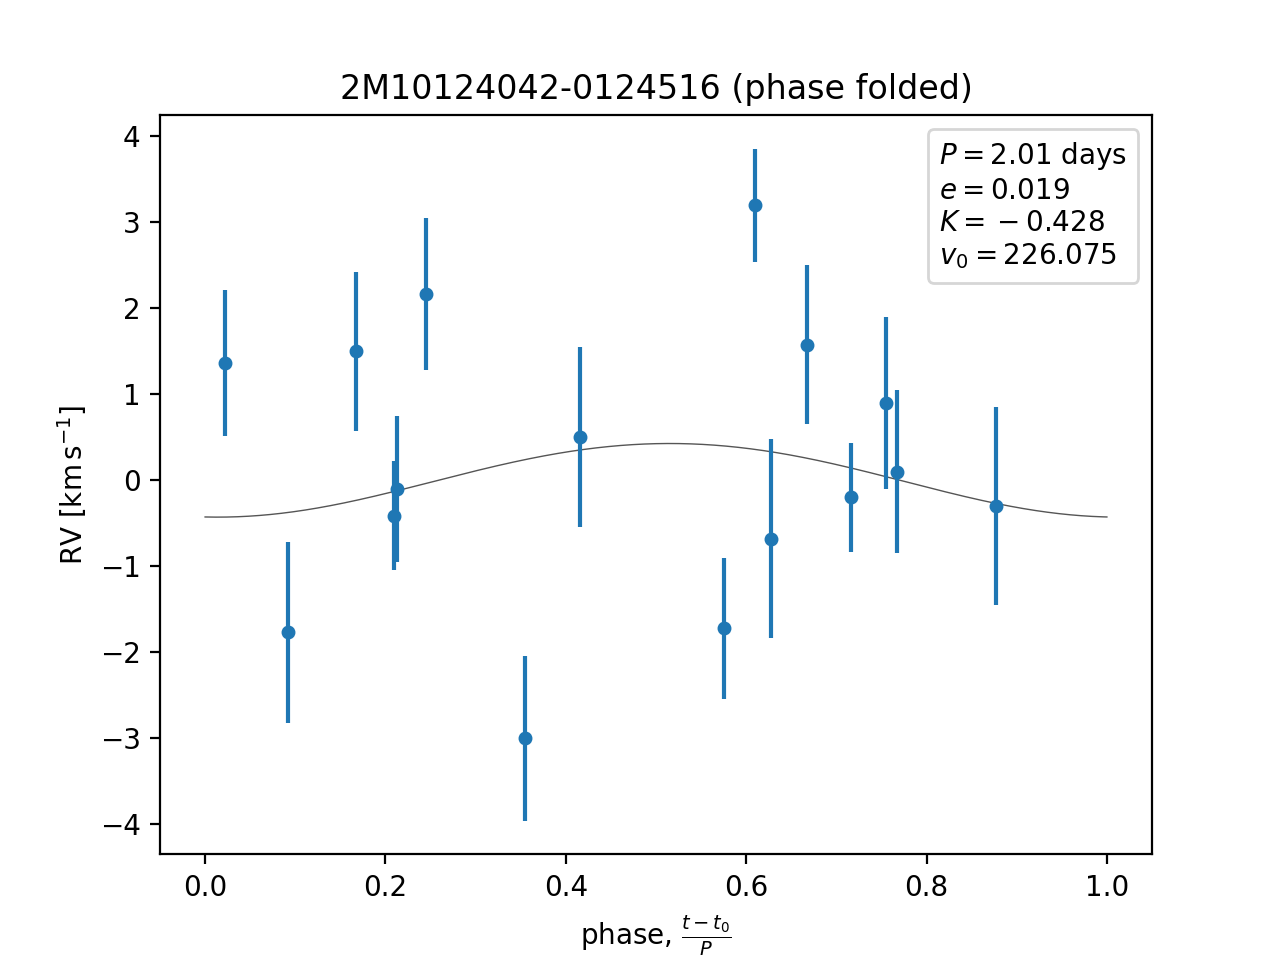 2M10124042-0124516 (phase folded)
P = 2.01 days
e = 0.019
K = −0.428
v₀ = 226.075
RV [km s⁻¹]
4
3
2
1
0
−1
−2
−3
−4
0.0 0.2 0.4 0.6 0.8 1.0
phase, (t − t₀)/P